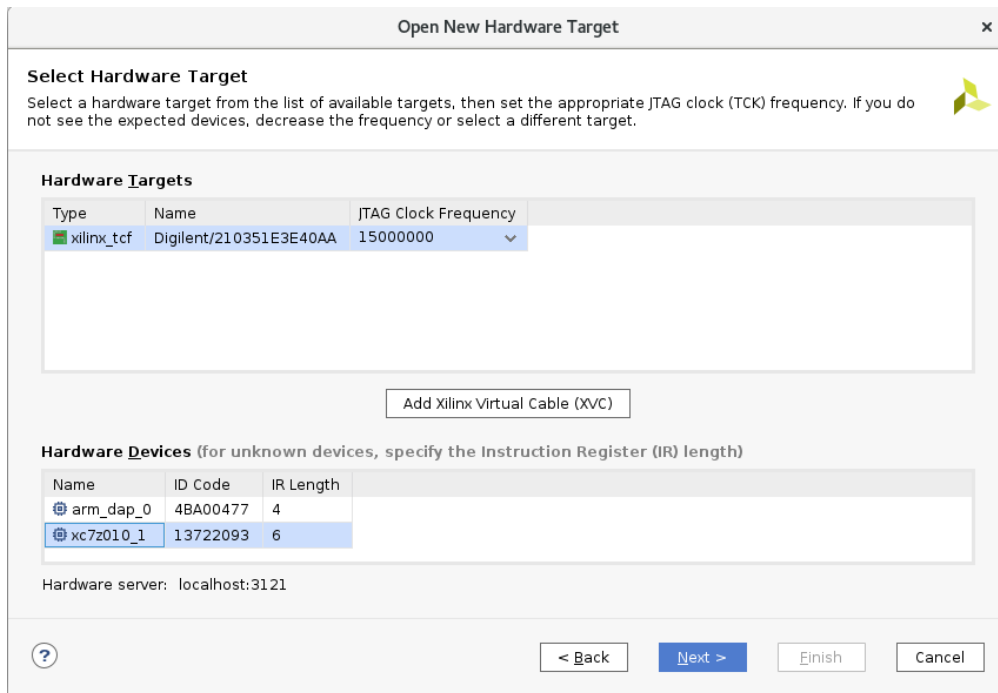 Open New Hardware Target
×
Select Hardware Target
Select a hardware target from the list of available targets, then set the appropriate JTAG clock (TCK) frequency. If you do
not see the expected devices, decrease the frequency or select a different target.
Hardware Targets
Type Name JTAG Clock Frequency
xilinx_tcf Digilent/210351E3E40AA 15000000
Add Xilinx Virtual Cable (XVC)
Hardware Devices (for unknown devices, specify the Instruction Register (IR) length)
Name ID Code IR Length
arm_dap_0 4BA00477 4
xc7z010_1 13722093 6
Hardware server: localhost:3121
? < Back Next > Finish Cancel